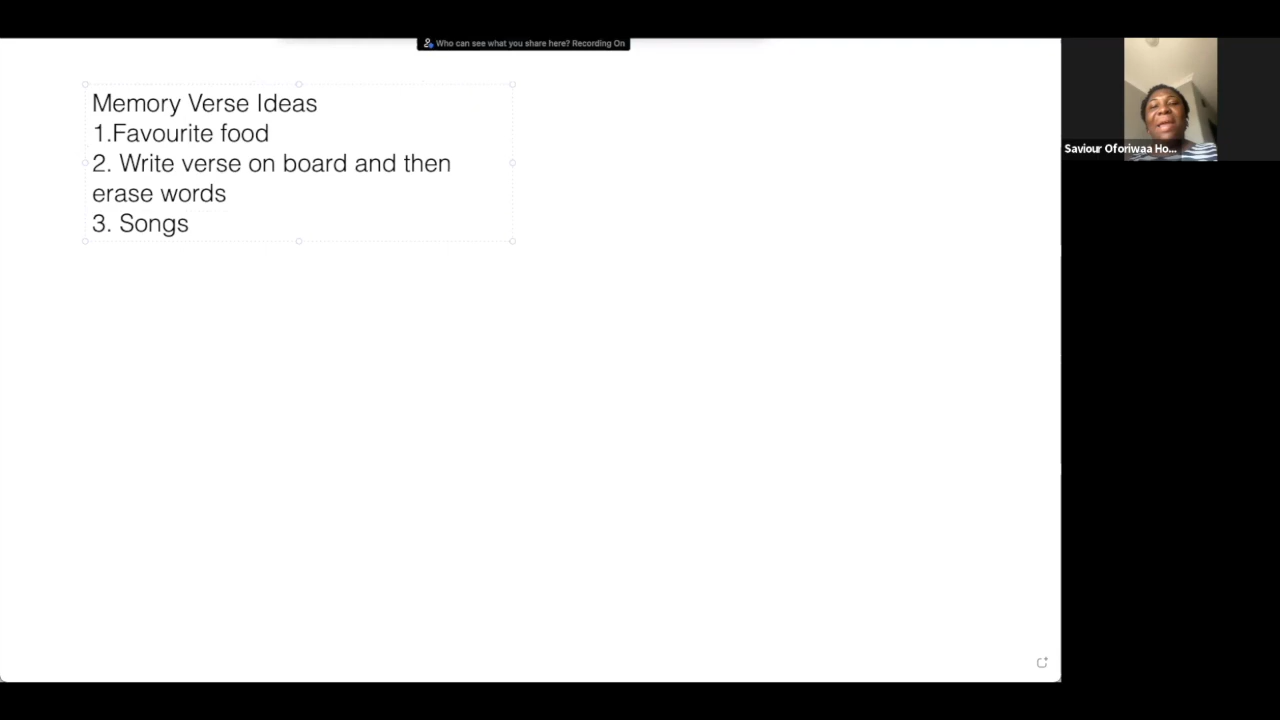 Who can see what you share here? Recording On
Memory Verse Ideas
1.Favourite food
2. Write verse on board and then
erase words
3. Songs
Saviour Oforiwaa Ho...